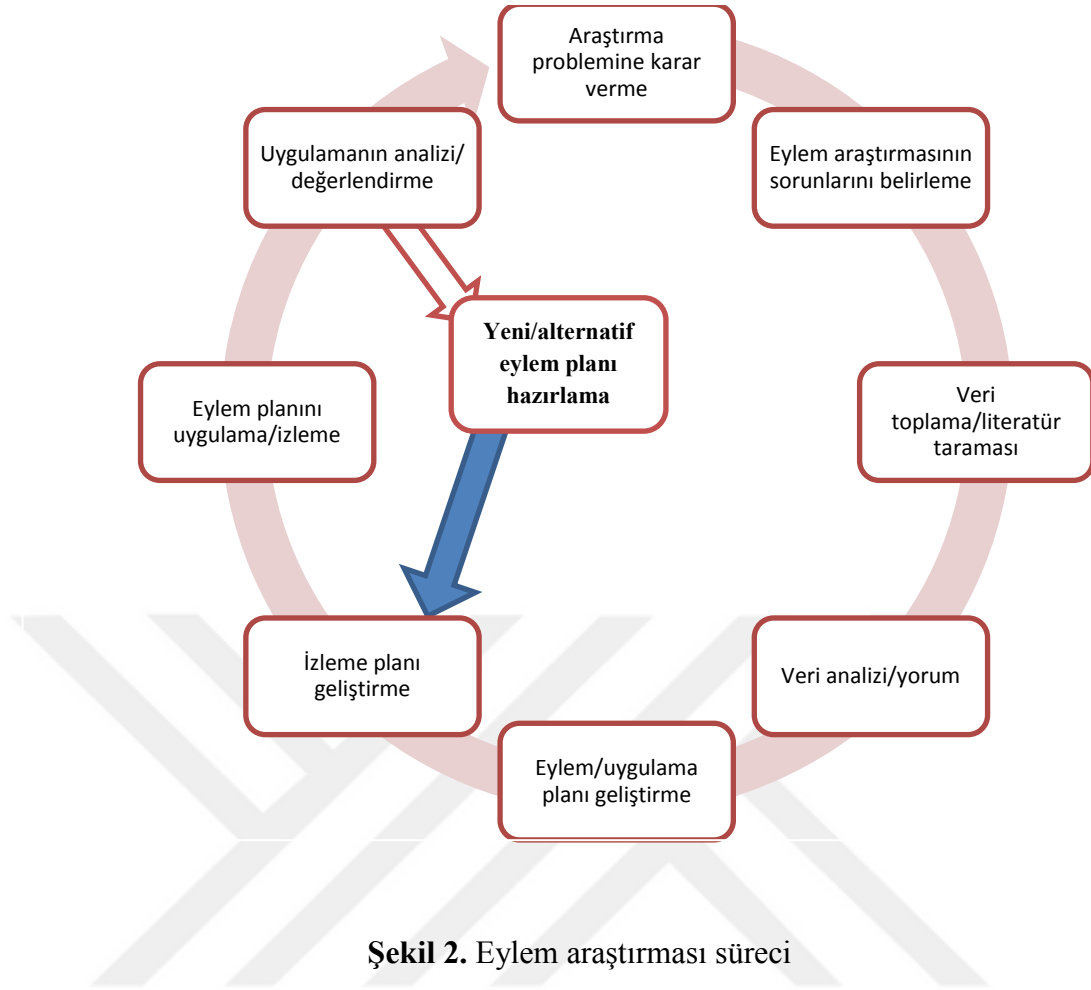 Araştırma
problemine karar
verme
Eylem araştırmasının
sorunlarını belirleme
Veri
toplama/literatür
taraması
Veri analizi/yorum
Eylem/uygulama
planı geliştirme
İzleme planı
geliştirme
Eylem planını
uygulama/izleme
Uygulamanın analizi/
değerlendirme
Yeni/alternatif
eylem planı
hazırlama
Şekil 2. Eylem araştırması süreci